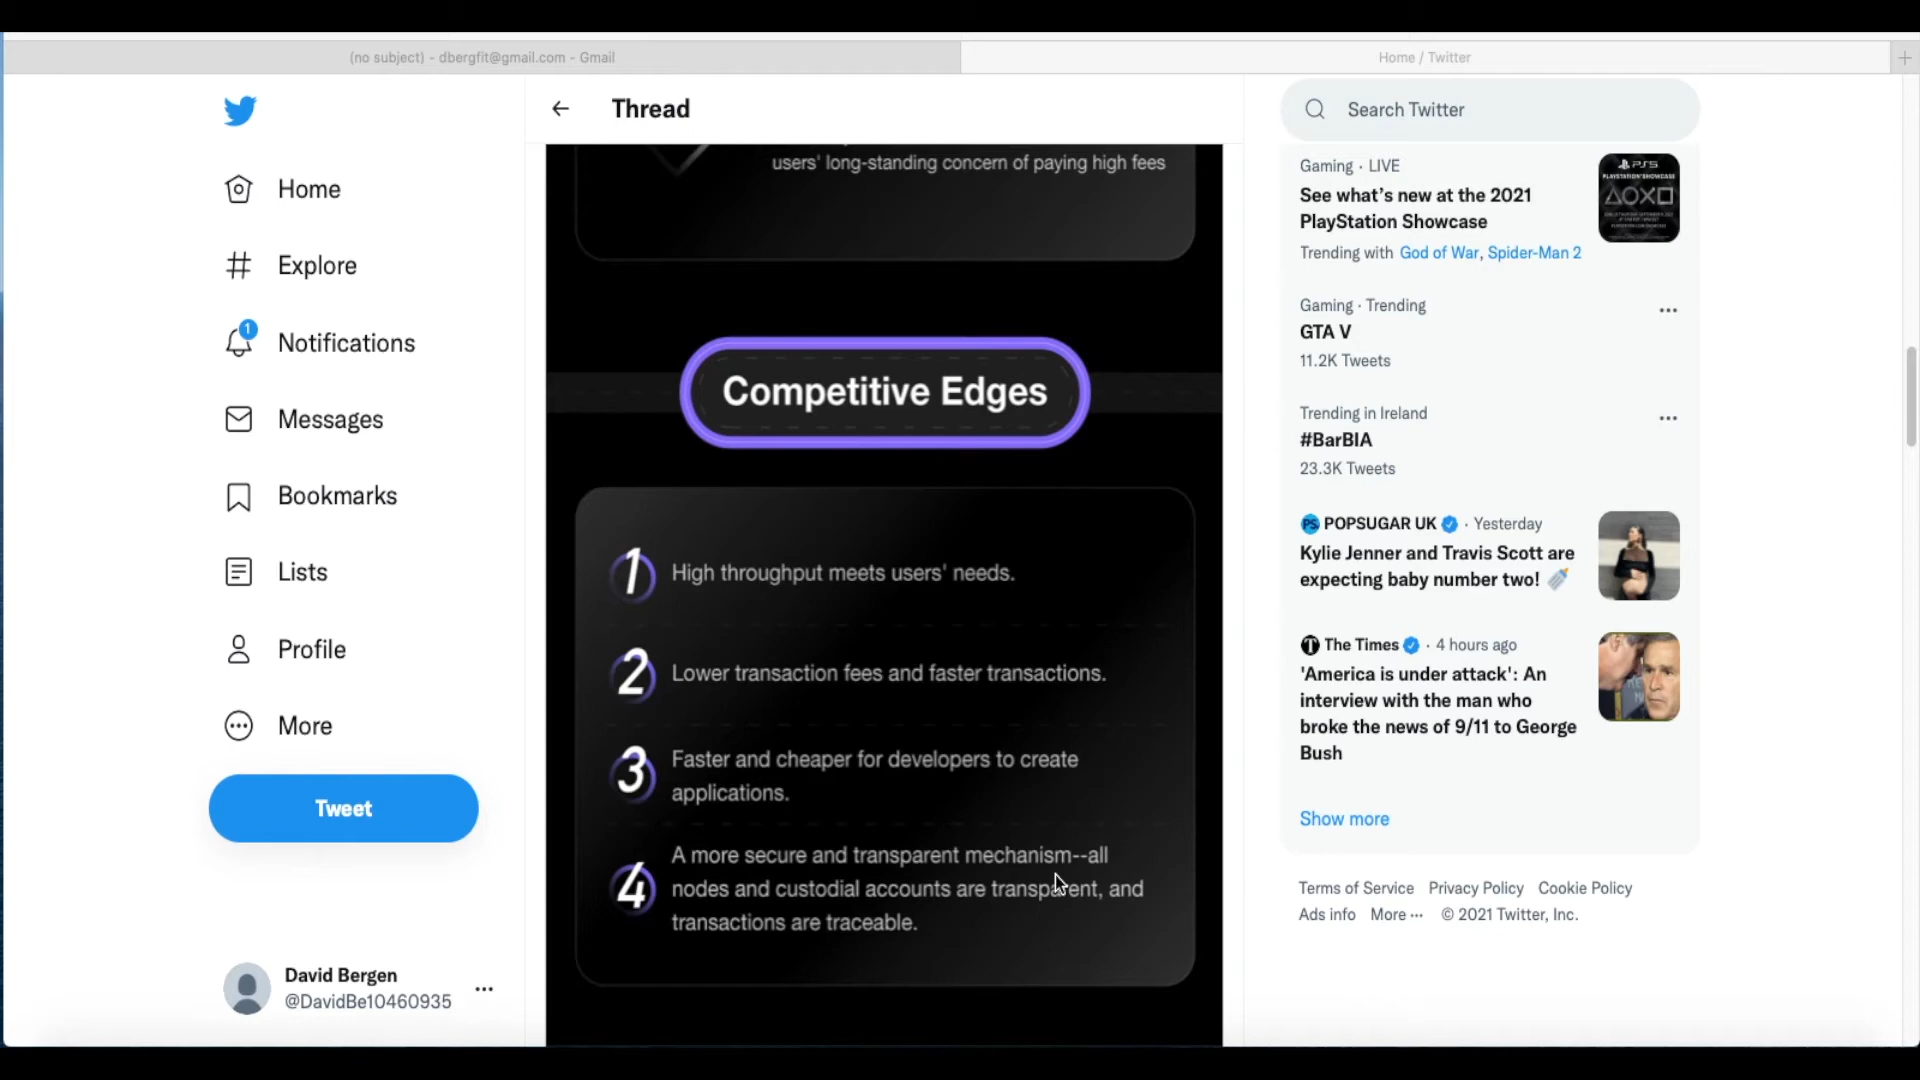 (no subject) - dbergfit@gmail.com - Gmail
Home / Twitter
Home
Explore
1
Notifications
Messages
Bookmarks
Lists
Profile
More
Tweet
David Bergen
@DavidBe10460935
Thread
users' long-standing concern of paying high fees
Competitive Edges
1 High throughput meets users' needs.
2 Lower transaction fees and faster transactions.
3 Faster and cheaper for developers to create
applications.
4 A more secure and transparent mechanism--all
nodes and custodial accounts are transparent, and
transactions are traceable.
Search Twitter
Gaming · LIVE
See what's new at the 2021
PlayStation Showcase
Trending with God of War, Spider-Man 2
PS5
PLAYSTATION SHOWCASE
Gaming · Trending
GTA V
11.2K Tweets
Trending in Ireland
#BarBIA
23.3K Tweets
PS POPSUGAR UK · Yesterday
Kylie Jenner and Travis Scott are
expecting baby number two! 🍼
T The Times · 4 hours ago
'America is under attack': An
interview with the man who
broke the news of 9/11 to George
Bush
Show more
Terms of Service Privacy Policy Cookie Policy
Ads info More ··· © 2021 Twitter, Inc.